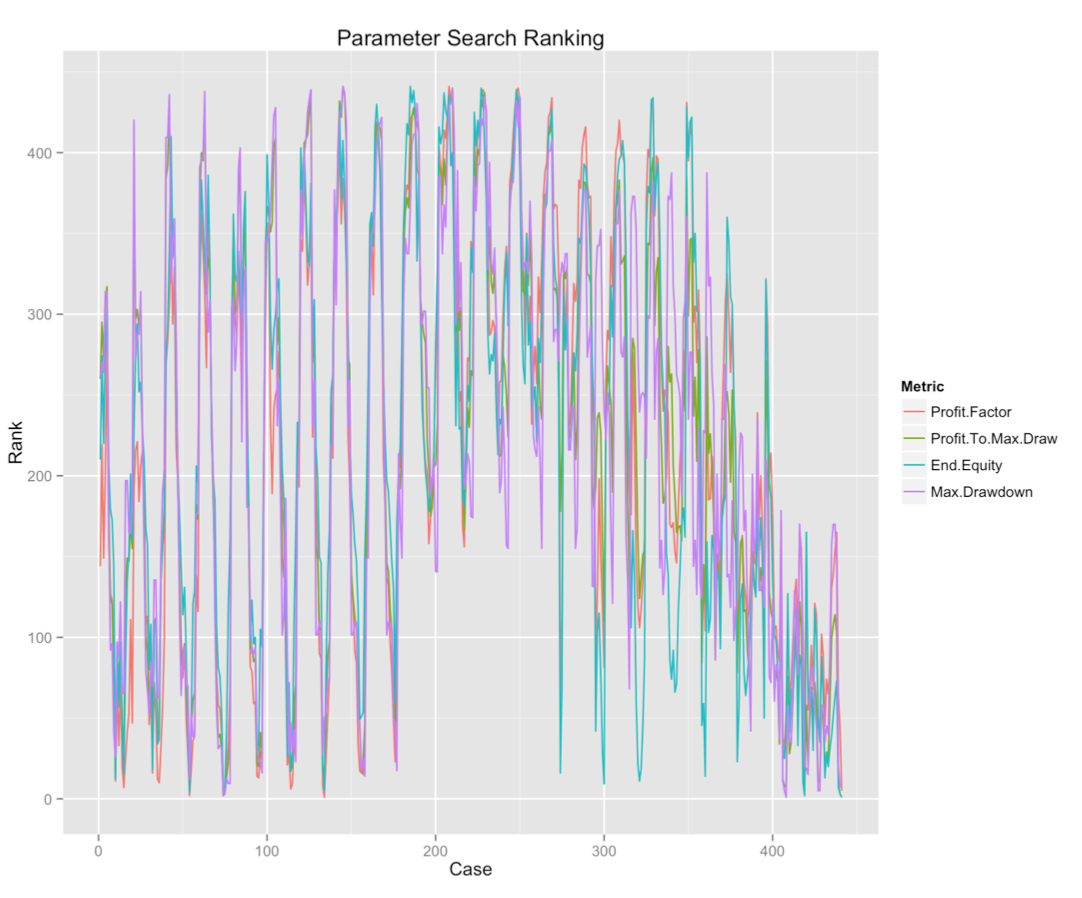 Parameter Search Ranking
Rank
400
300
200
100
0
0 100 200 300 400
Case
Metric
Profit.Factor
Profit.To.Max.Draw
End.Equity
Max.Drawdown